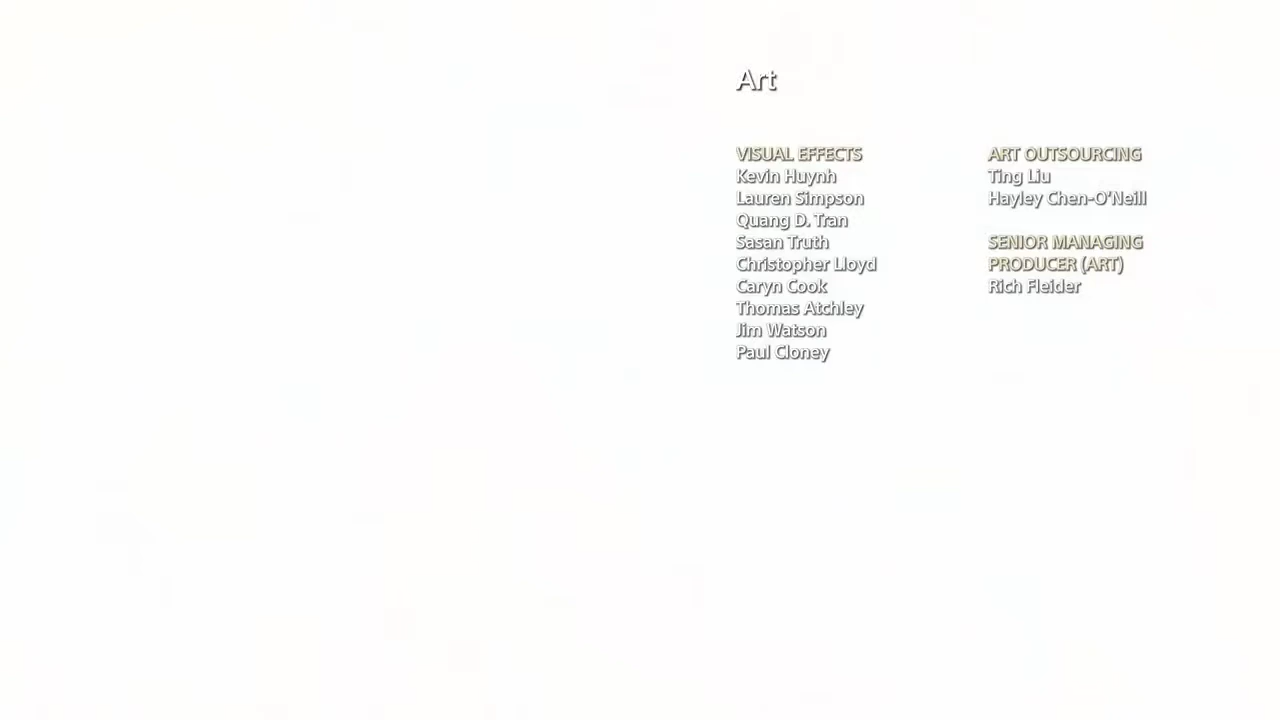 Art
VISUAL EFFECTS
Kevin Huynh
Lauren Simpson
Quang D. Tran
Sasan Truth
Christopher Lloyd
Caryn Cook
Thomas Atchley
Jim Watson
Paul Cloney
ART OUTSOURCING
Ting Liu
Hayley Chen-O'Neill
SENIOR MANAGING
PRODUCER (ART)
Rich Fleider